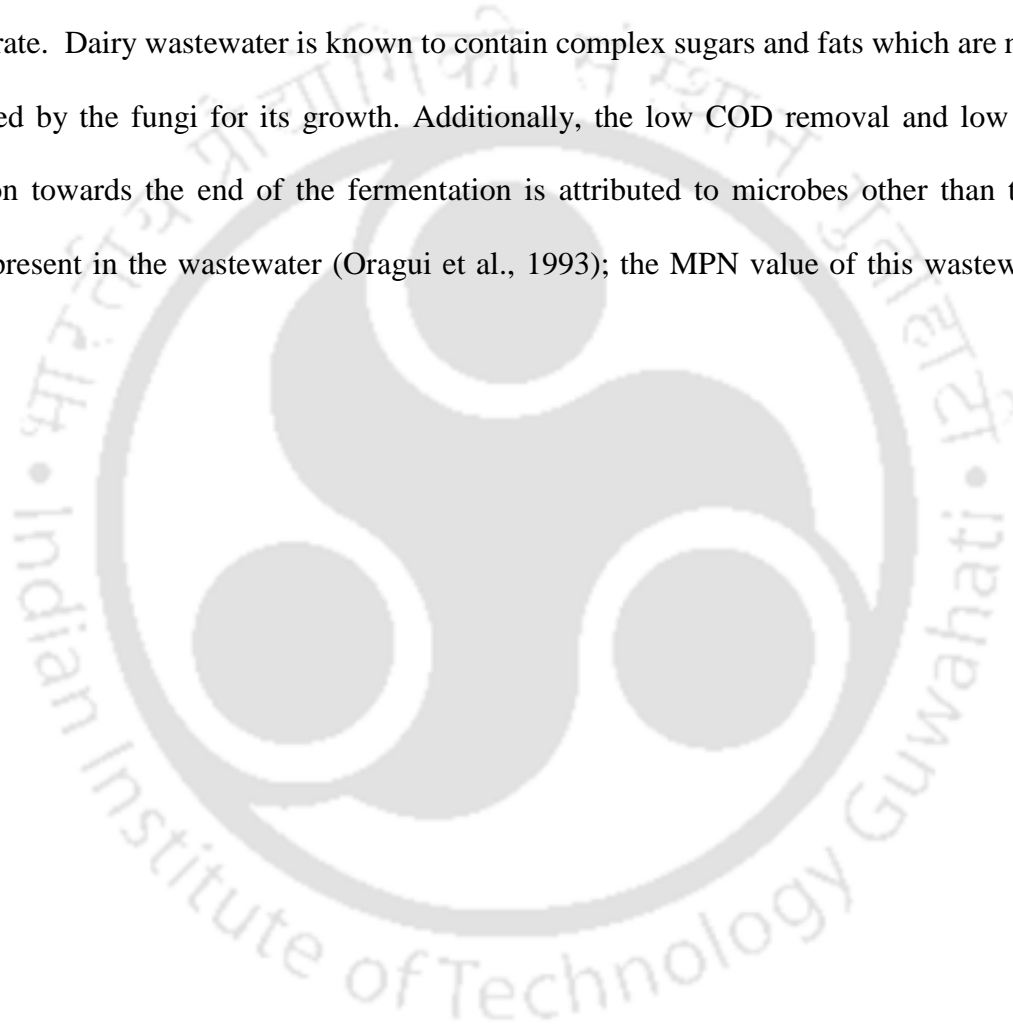 rate. Dairy wastewater is known to contain complex sugars and fats which are
ed by the fungi for its growth. Additionally, the low COD removal and low
on towards the end of the fermentation is attributed to microbes other than
present in the wastewater (Oragui et al., 1993); the MPN value of this
Indian Institute of Technology Guwahati